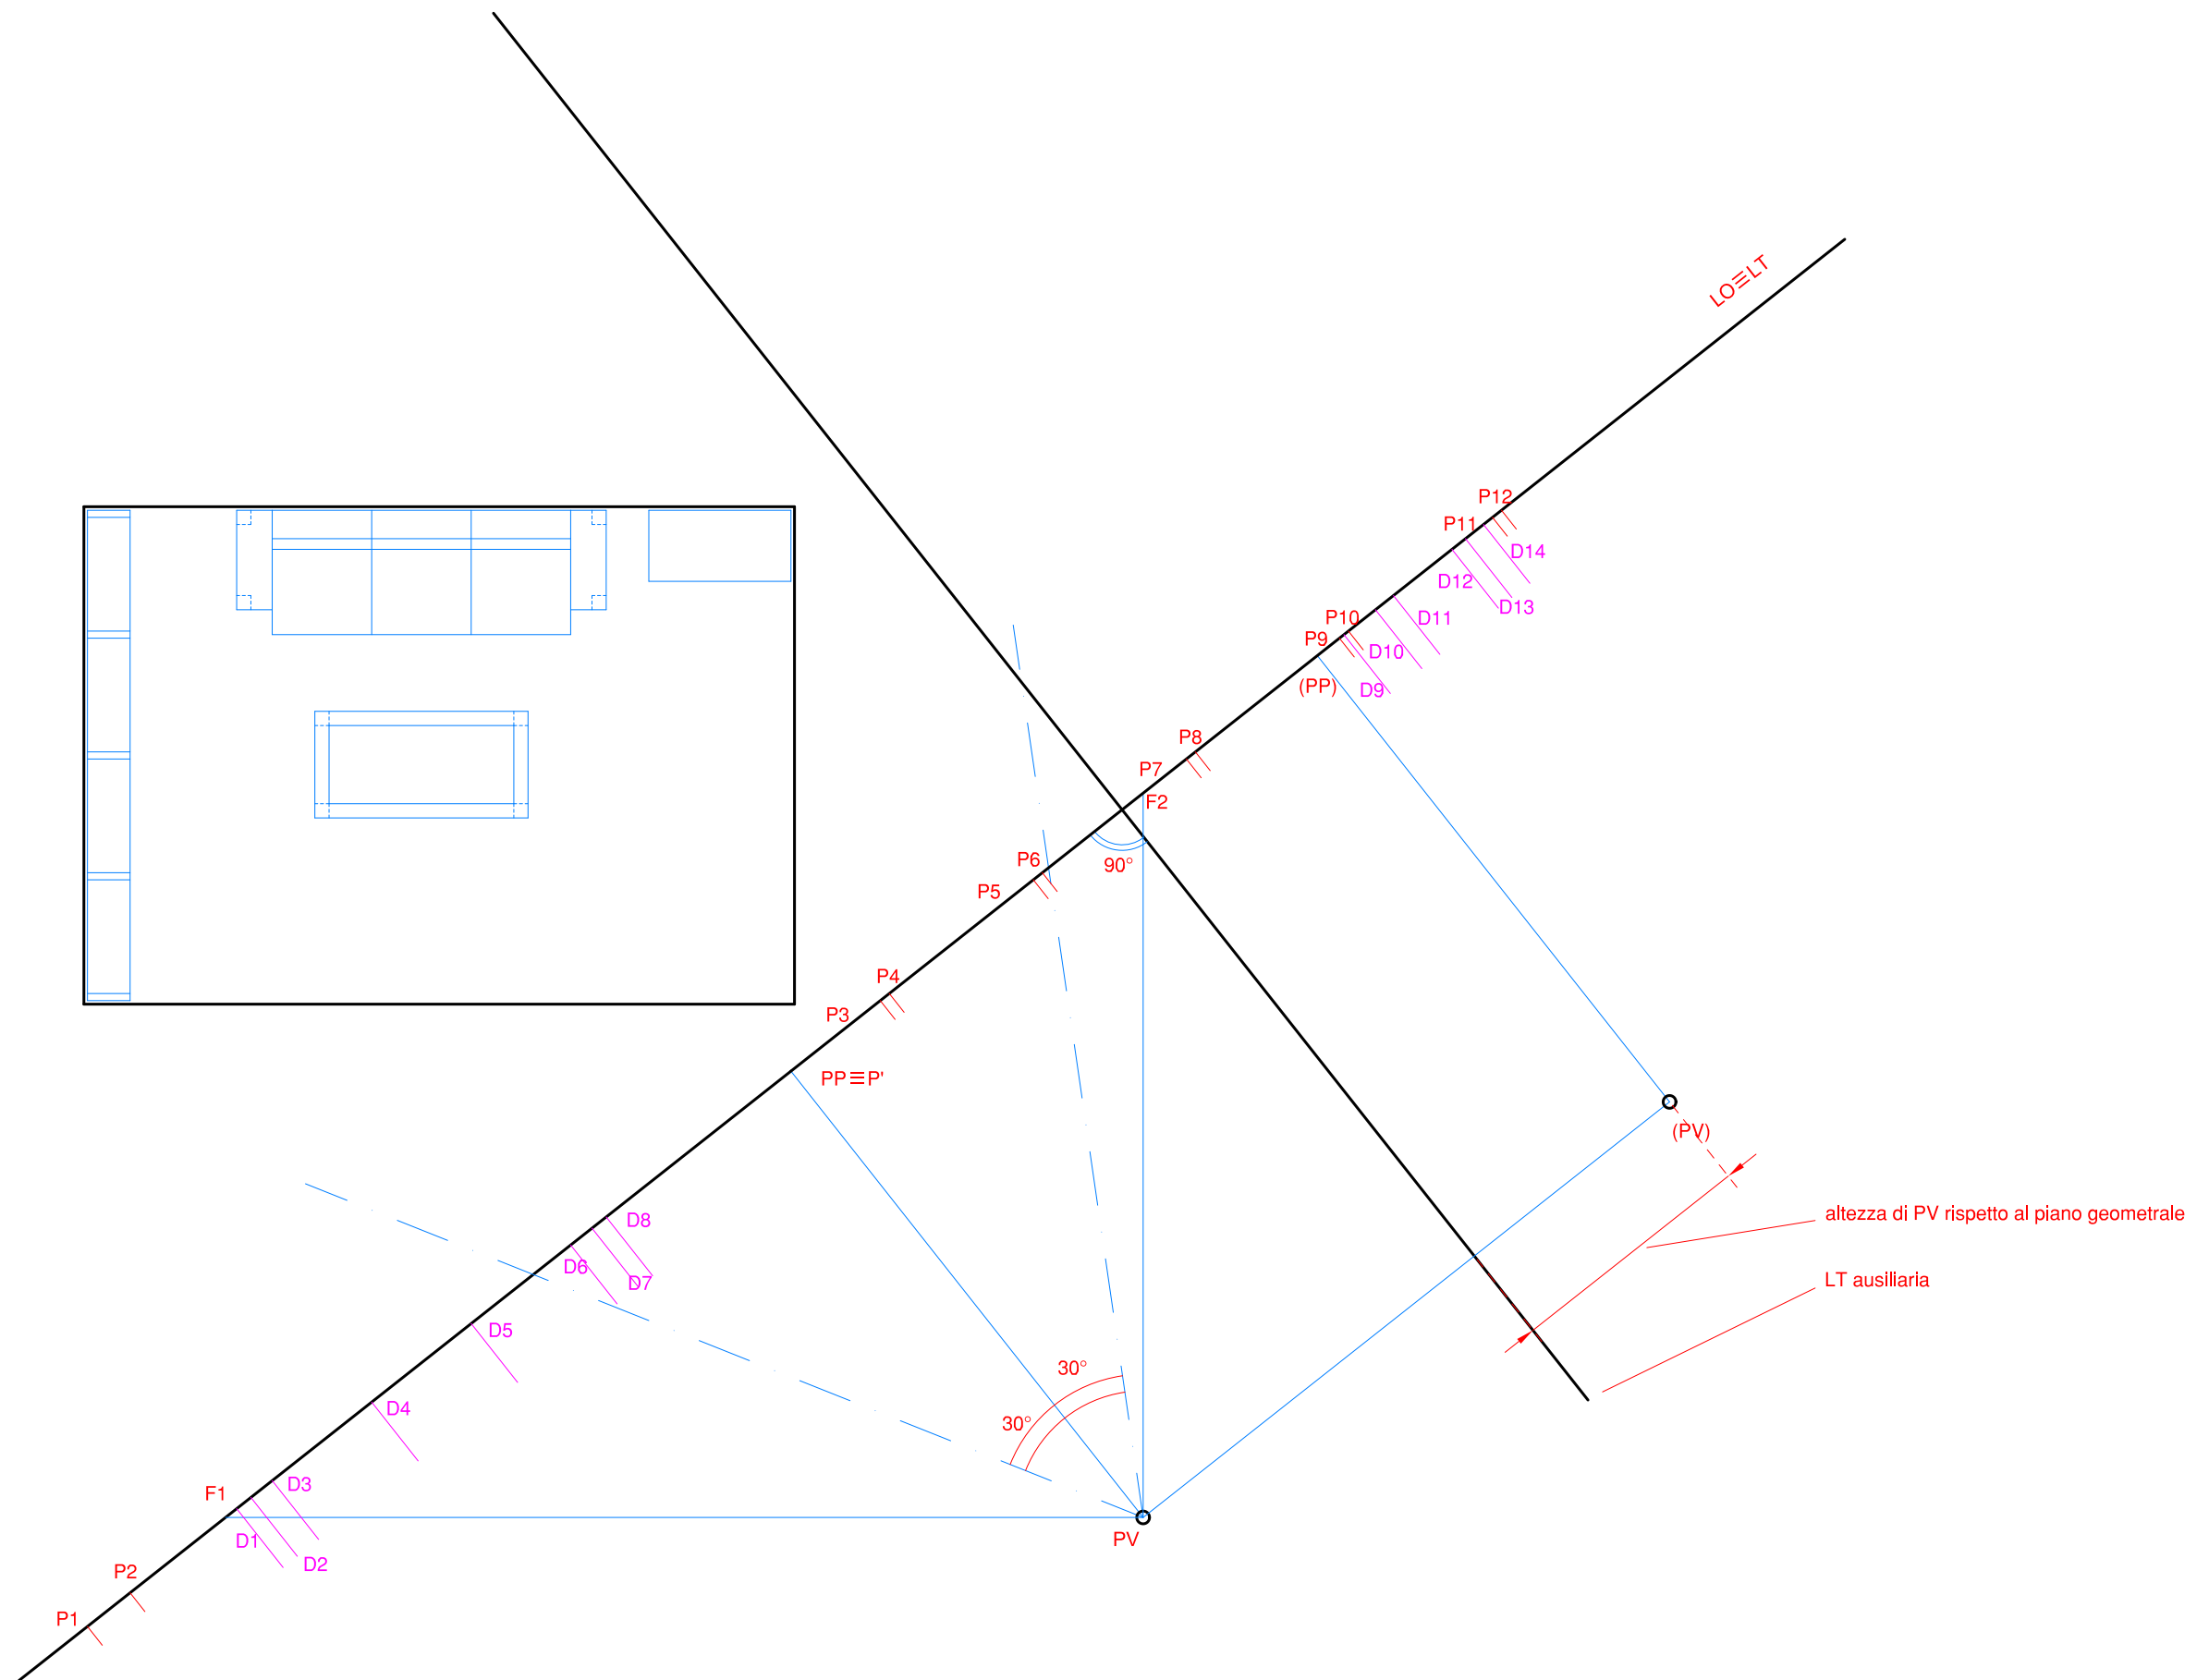 LO≡LT
P12
P11
D14
D12
D13
P10
D11
P9
D10
(PP)
D9
P8
P7
F2
P6
90°
P5
P4
P3
PP≡P'
(PV)
altezza di PV rispetto al piano geometrale
D8
D6
D7
LT ausiliaria
D5
30°
D4
30°
D3
F1
D1
PV
D2
P2
P1